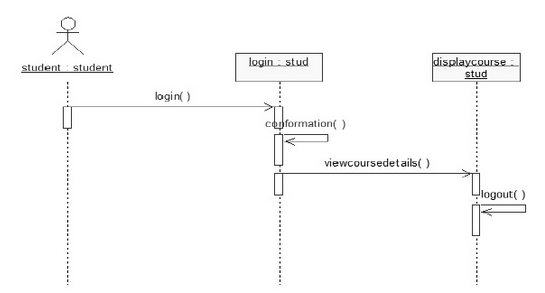 student : student
login : stud
displaycourse :
stud
login( )
conformation( )
viewcoursedetails( )
logout( )